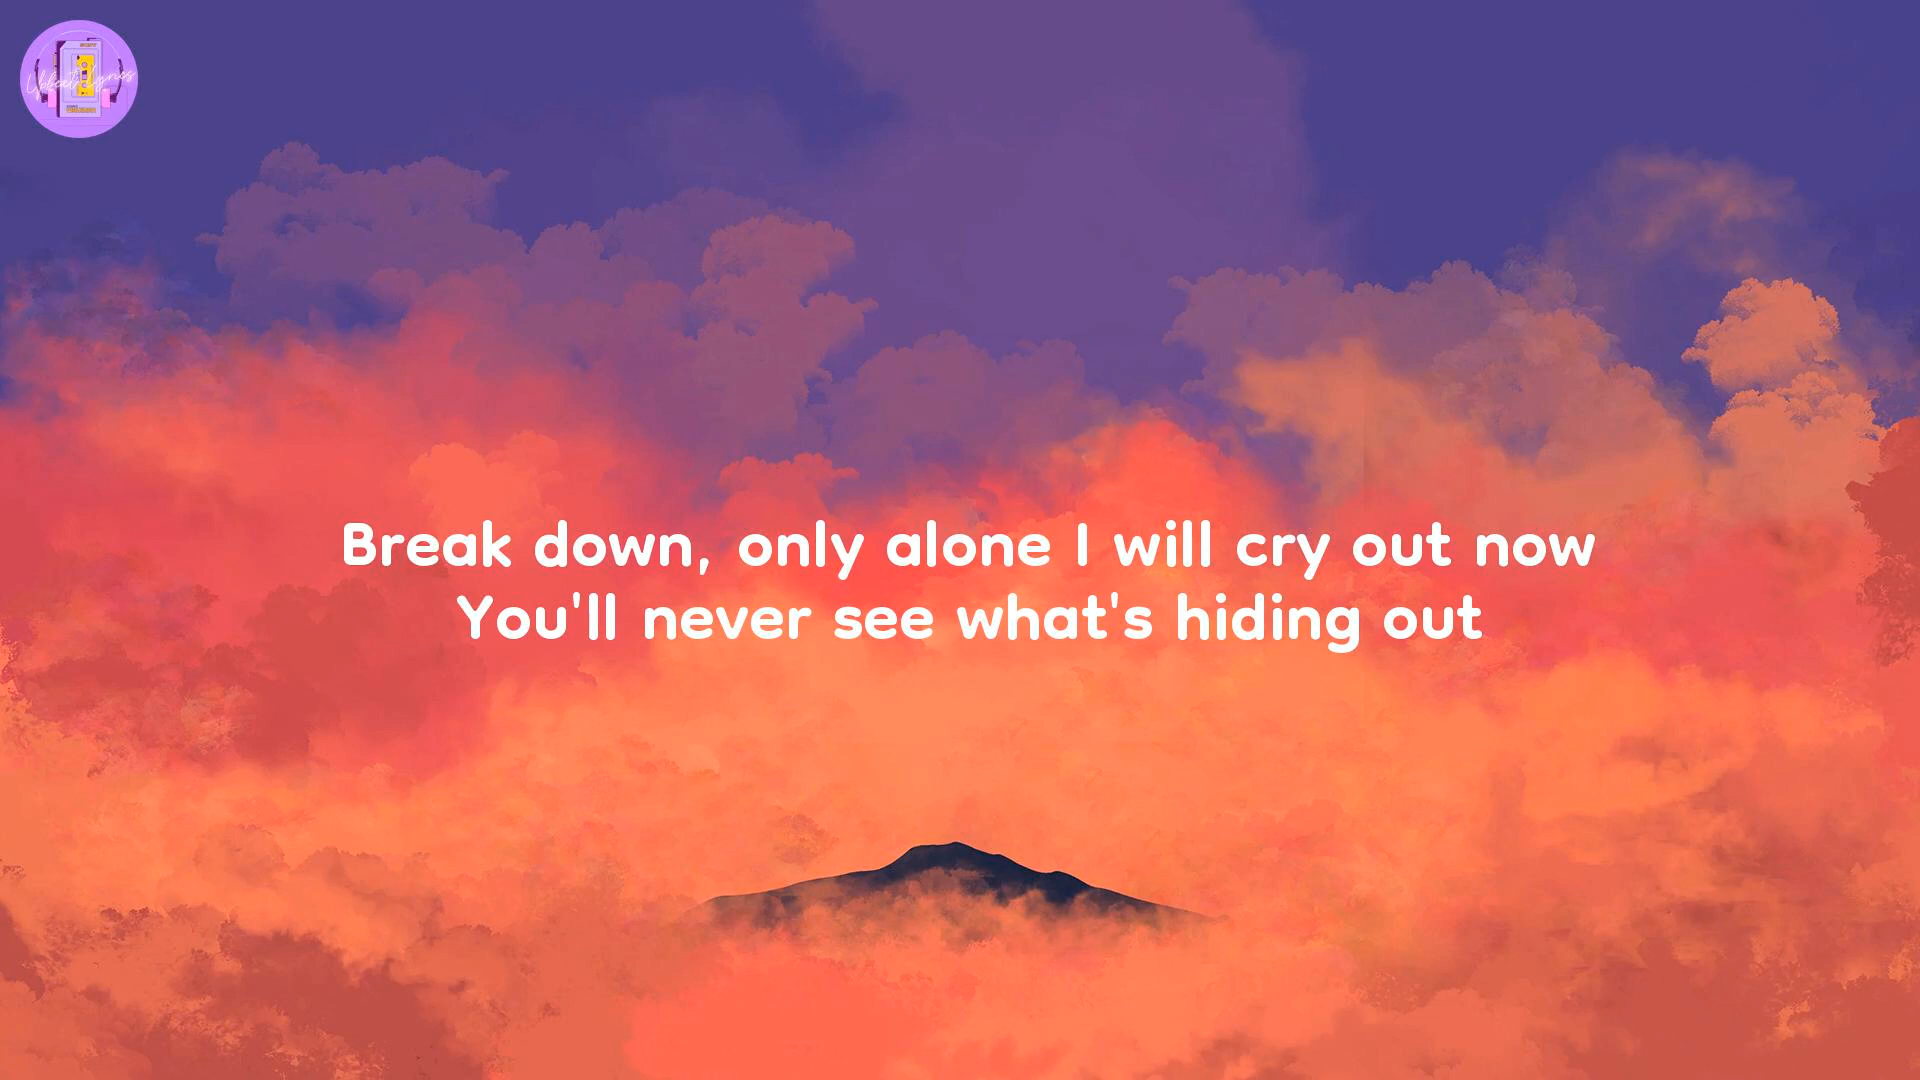 Break down, only alone I will cry out now
You'll never see what's hiding out